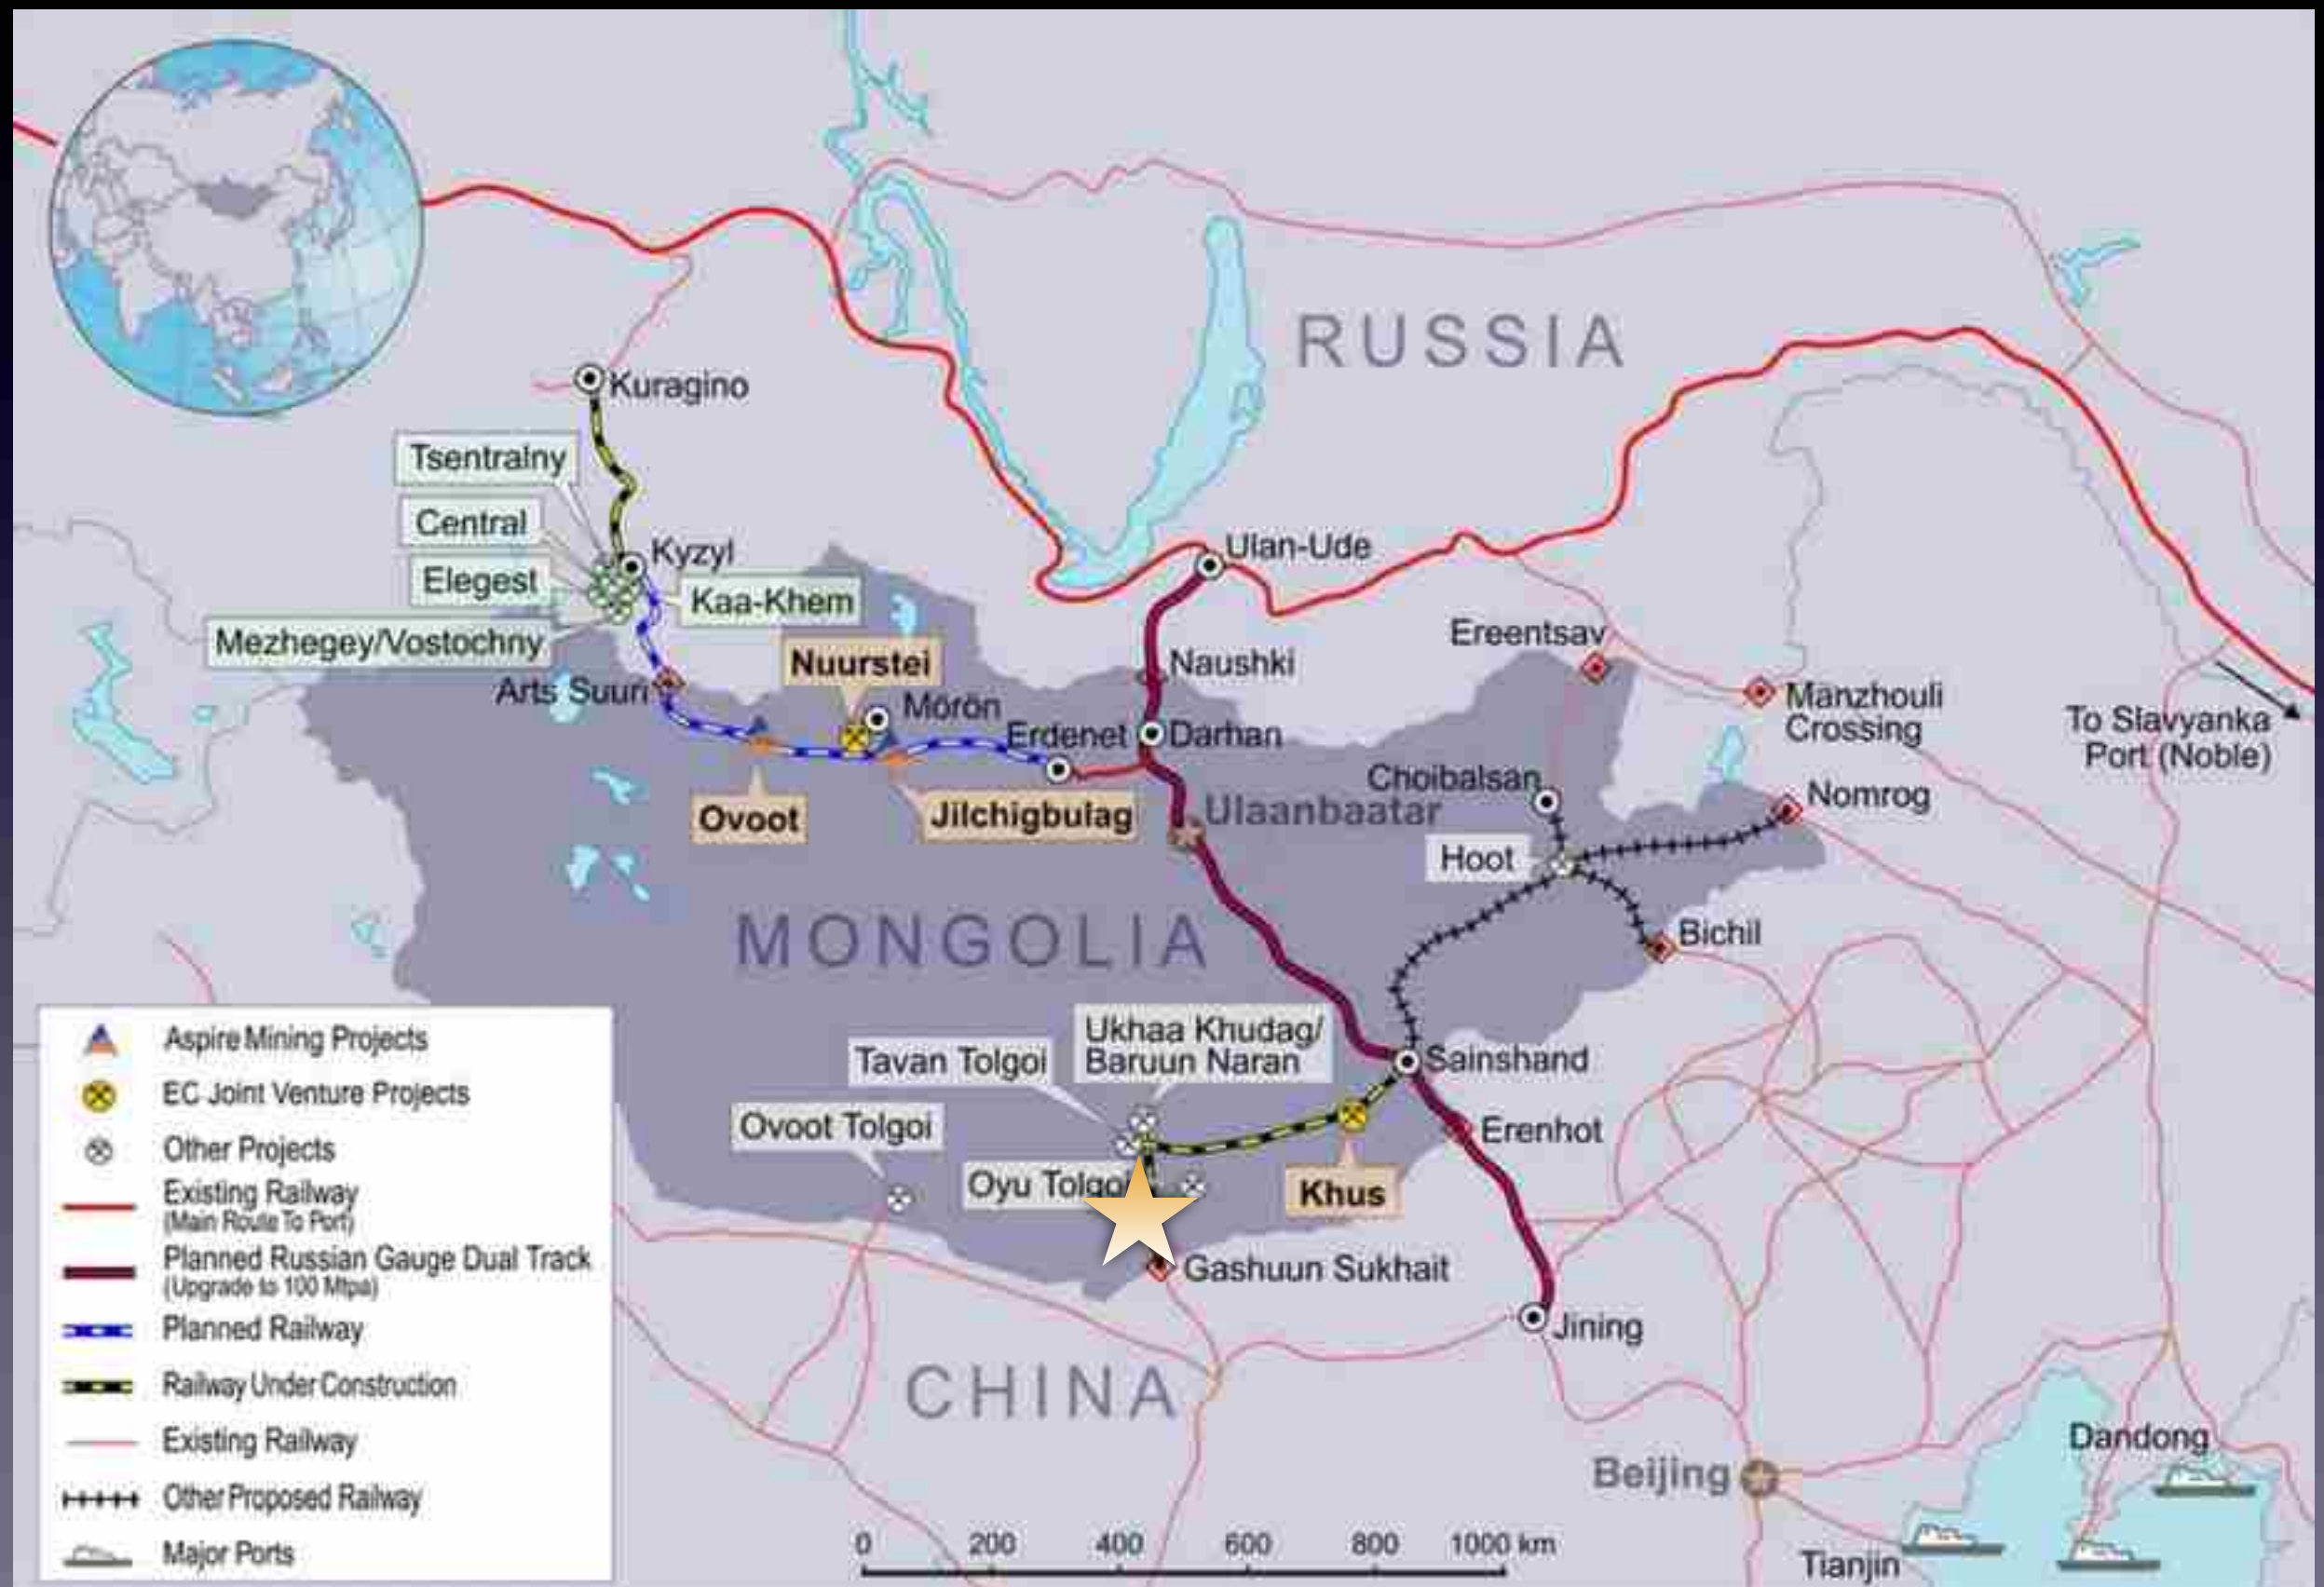 RUSSIA
Kuragino
Tsentralny
Central
Kyzyl
Ulan-Ude
Elegest
Kaa-Khem
Mezhegey/Vostochny
Ereentsav
Nuurstei
Naushki
Arts Suuri
Mörön
Manzhouli
Crossing
To Slavyanka
Port (Noble)
Erdenet
Darhan
Choibalsan
Nomrog
Ovoot
Jilchigbulag
Ulaanbaatar
Hoot
MONGOLIA
Bichil
Ukhaa Khudag/
Baruun Naran
Tavan Tolgoi
Sainshand
Ovoot Tolgoi
Erenhot
Oyu Tolgoi
Khus
Gashuun Sukhait
Jining
CHINA
Dandong
Beijing
Tianjin
0 200 400 600 800 1000 km
Aspire Mining Projects
EC Joint Venture Projects
Other Projects
Existing Railway
(Main Route To Port)
Planned Russian Gauge Dual Track
(Upgrade to 100 Mtpa)
Planned Railway
Railway Under Construction
Existing Railway
Other Proposed Railway
Major Ports